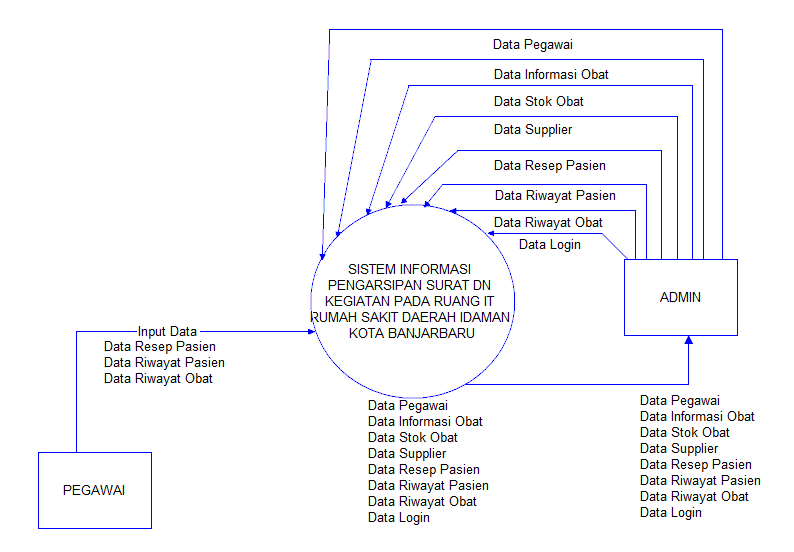 Data Pegawai
Data Informasi Obat
Data Stok Obat
Data Supplier
Data Resep Pasien
Data Riwayat Pasien
Data Riwayat Obat
Data Login
SISTEM INFORMASI
PENGARSIPAN SURAT DN
KEGIATAN PADA RUANG IT
RUMAH SAKIT DAERAH IDAMAN
KOTA BANJARBARU
ADMIN
Input Data
Data Resep Pasien
Data Riwayat Pasien
Data Riwayat Obat
PEGAWAI
Data Pegawai
Data Informasi Obat
Data Stok Obat
Data Supplier
Data Resep Pasien
Data Riwayat Pasien
Data Riwayat Obat
Data Login
Data Pegawai
Data Informasi Obat
Data Stok Obat
Data Supplier
Data Resep Pasien
Data Riwayat Pasien
Data Riwayat Obat
Data Login